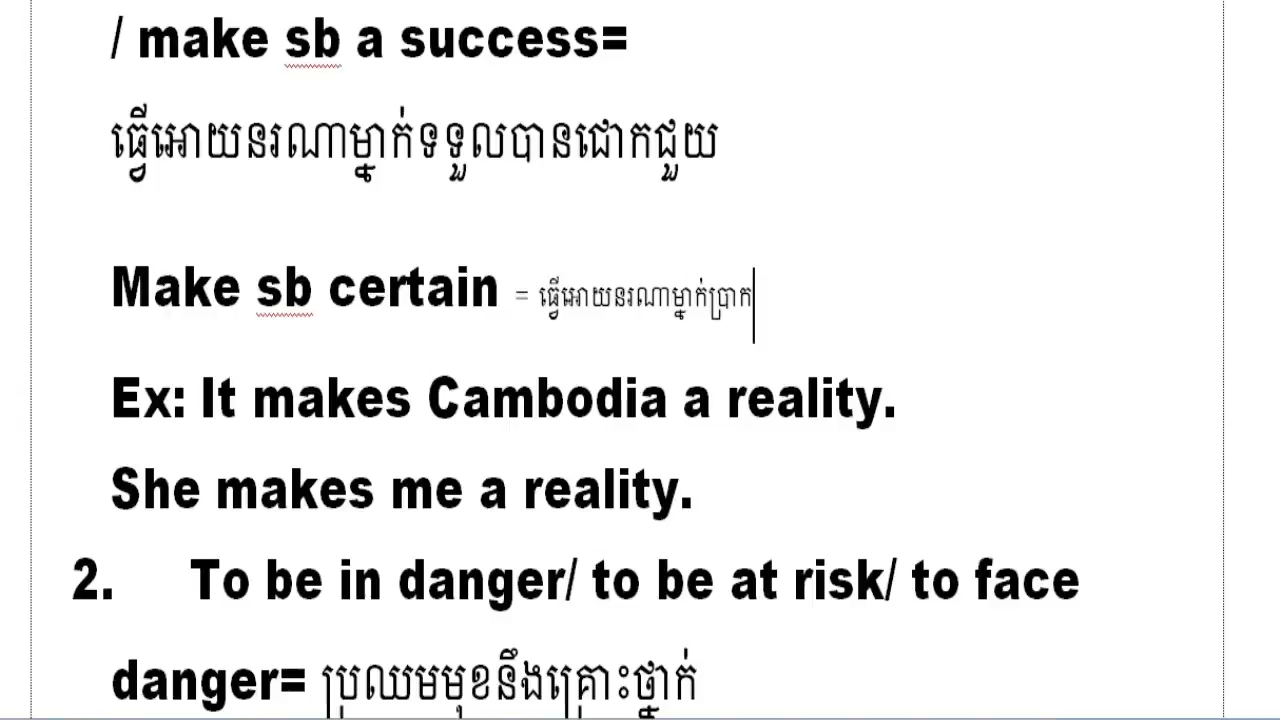 / make sb a success=
ធ្វើអោយនរណាម្នាក់ទទួលបានជោកជួយ
Make sb certain = ធ្វើអោយនរណាម្នាក់ប្រាក
Ex: It makes Cambodia a reality.
She makes me a reality.
2. To be in danger/ to be at risk/ to face
danger= ប្រឈមមុខនឹងគ្រោះថ្នាក់